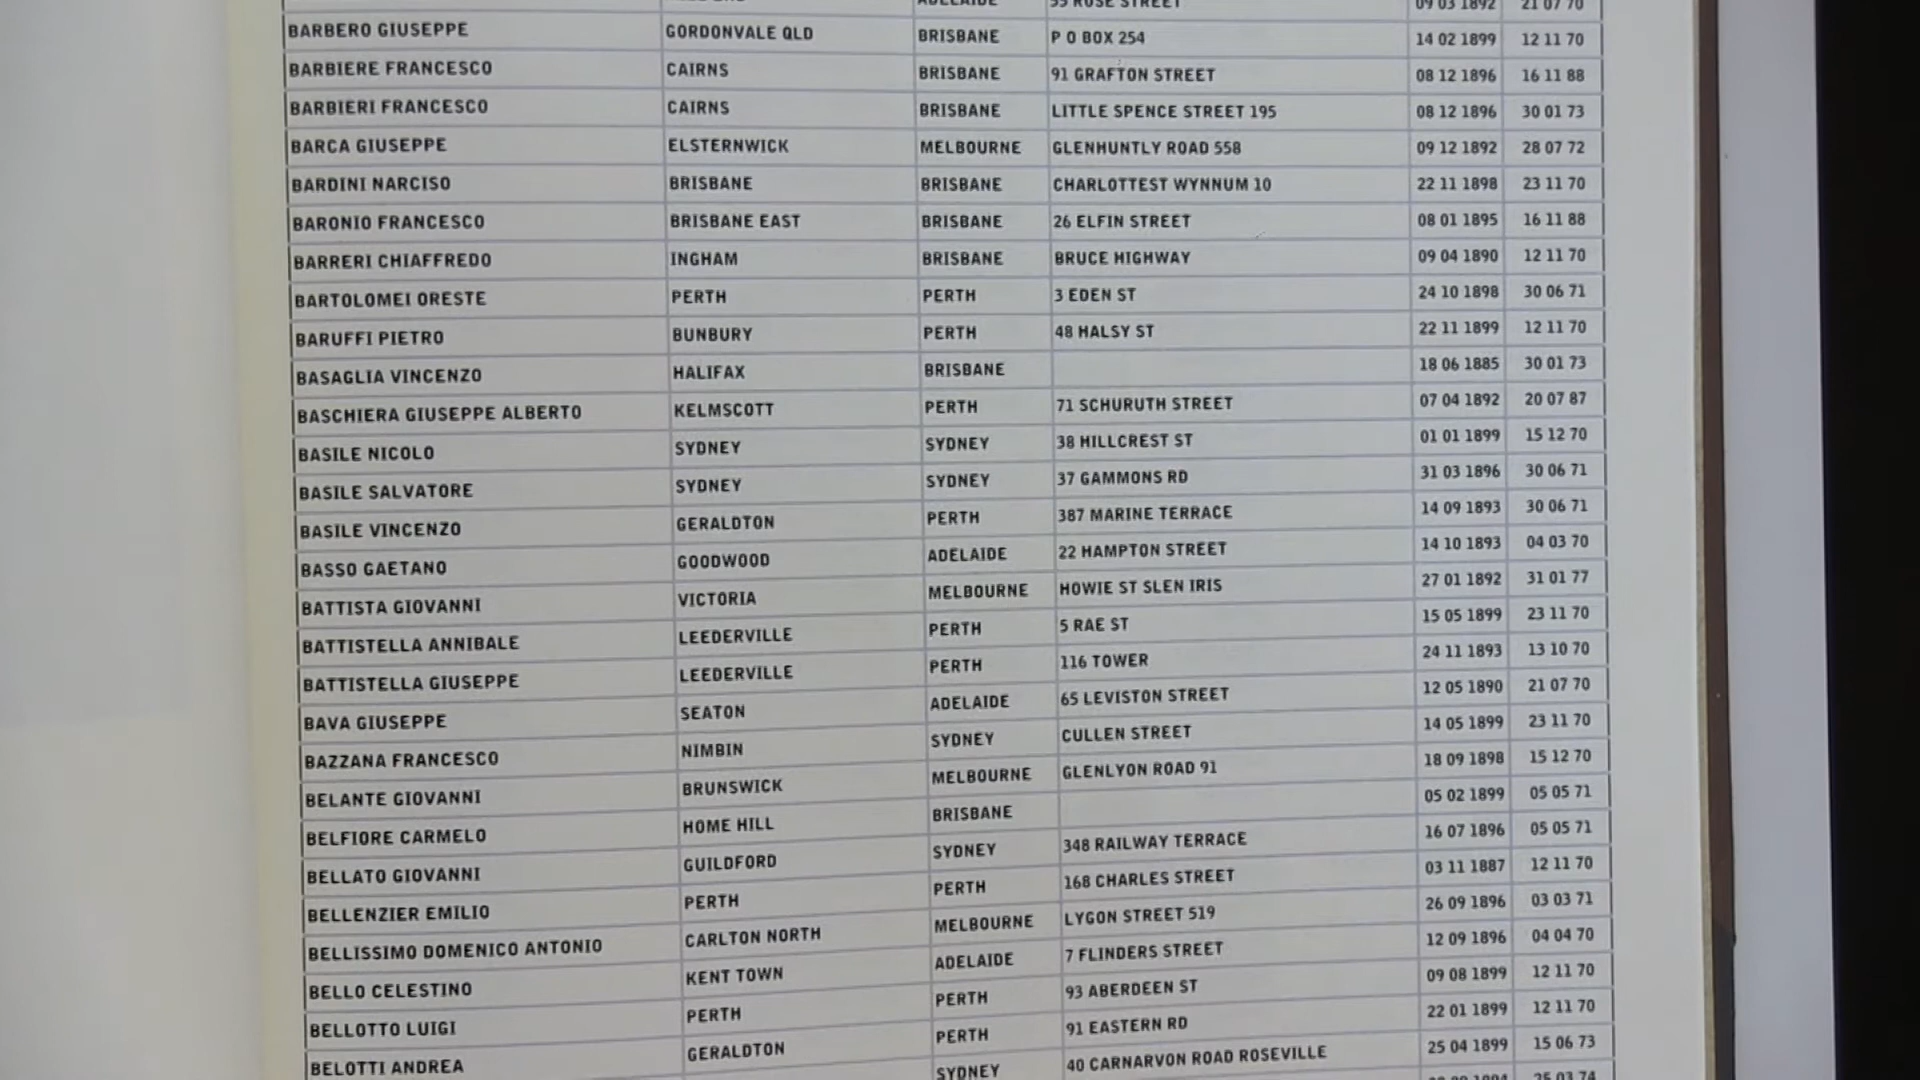 ADELAIDE 55 ROSE STREET 09 03 1892 21 07 70
BARBERO GIUSEPPE GORDONVALE QLD BRISBANE P O BOX 254 14 02 1899 12 11 70
BARBIERE FRANCESCO CAIRNS BRISBANE 91 GRAFTON STREET 08 12 1896 16 11 88
BARBIERI FRANCESCO CAIRNS BRISBANE LITTLE SPENCE STREET 195 08 12 1896 30 01 73
BARCA GIUSEPPE ELSTERNWICK MELBOURNE GLENHUNTLY ROAD 558 09 12 1892 28 07 72
BARDINI NARCISO BRISBANE BRISBANE CHARLOTTEST WYNNUM 10 22 11 1898 23 11 70
BARONIO FRANCESCO BRISBANE EAST BRISBANE 26 ELFIN STREET 08 01 1895 16 11 88
BARRERI CHIAFFREDO INGHAM BRISBANE BRUCE HIGHWAY 09 04 1890 12 11 70
BARTOLOMEI ORESTE PERTH PERTH 3 EDEN ST 24 10 1898 30 06 71
BARUFFI PIETRO BUNBURY PERTH 48 HALSY ST 22 11 1899 12 11 70
BASAGLIA VINCENZO HALIFAX BRISBANE 18 06 1885 30 01 73
BASCHIERA GIUSEPPE ALBERTO KELMSCOTT PERTH 71 SCHURUTH STREET 07 04 1892 20 07 87
BASILE NICOLO SYDNEY SYDNEY 38 HILLCREST ST 01 01 1899 15 12 70
BASILE SALVATORE SYDNEY SYDNEY 37 GAMMONS RD 31 03 1896 30 06 71
BASILE VINCENZO GERALDTON PERTH 387 MARINE TERRACE 14 09 1893 30 06 71
BASSO GAETANO GOODWOOD ADELAIDE 22 HAMPTON STREET 14 10 1893 04 03 70
BATTISTA GIOVANNI VICTORIA MELBOURNE HOWIE ST SLEN IRIS 27 01 1892 31 01 77
BATTISTELLA ANNIBALE LEEDERVILLE PERTH 5 RAE ST 15 05 1899 23 11 70
BATTISTELLA GIUSEPPE LEEDERVILLE PERTH 116 TOWER 24 11 1893 13 10 70
BAVA GIUSEPPE SEATON ADELAIDE 65 LEVISTON STREET 12 05 1890 21 07 70
BAZZANA FRANCESCO NIMBIN SYDNEY CULLEN STREET 14 05 1899 23 11 70
BELANTE GIOVANNI BRUNSWICK MELBOURNE GLENLYON ROAD 91 18 09 1898 15 12 70
BELFIORE CARMELO HOME HILL BRISBANE 05 02 1899 05 05 71
BELLATO GIOVANNI GUILDFORD SYDNEY 348 RAILWAY TERRACE 16 07 1896 05 05 71
BELLENZIER EMILIO PERTH PERTH 168 CHARLES STREET 03 11 1887 12 11 70
BELLISSIMO DOMENICO ANTONIO CARLTON NORTH MELBOURNE LYGON STREET 519 26 09 1896 03 03 71
BELLO CELESTINO KENT TOWN ADELAIDE 7 FLINDERS STREET 12 09 1896 04 04 70
BELLOTTO LUIGI PERTH PERTH 93 ABERDEEN ST 09 08 1899 12 11 70
BELOTTI ANDREA GERALDTON PERTH 91 EASTERN RD 22 01 1899 12 11 70
SYDNEY 40 CARNARVON ROAD ROSEVILLE 25 04 1899 15 06 73
25 03 74